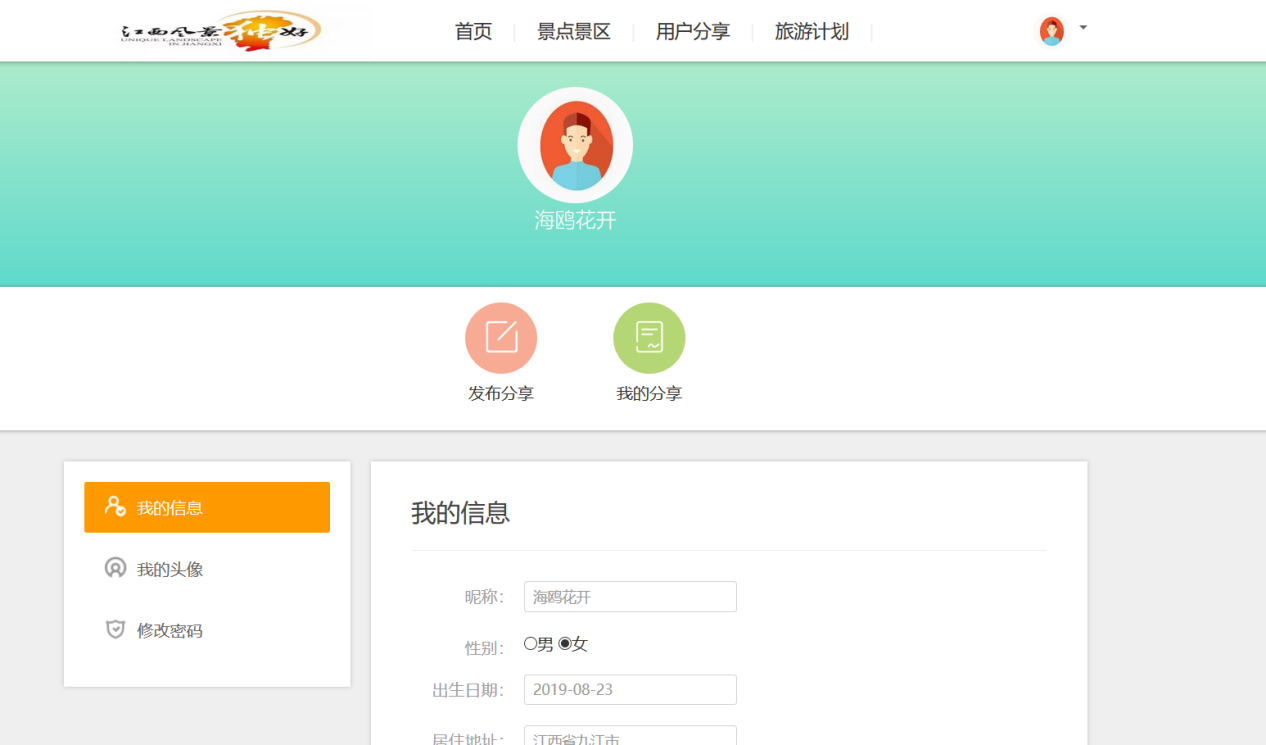 江西风景独好
UNIQUE LANDSCAPE
IN JIANGXI
首页 景点景区 用户分享 旅游计划
海鸥花开
发布分享 我的分享
我的信息
我的头像
修改密码
我的信息
昵称： 海鸥花开
性别： 男 女
出生日期： 2019-08-23
居住地址： 江西省九江市